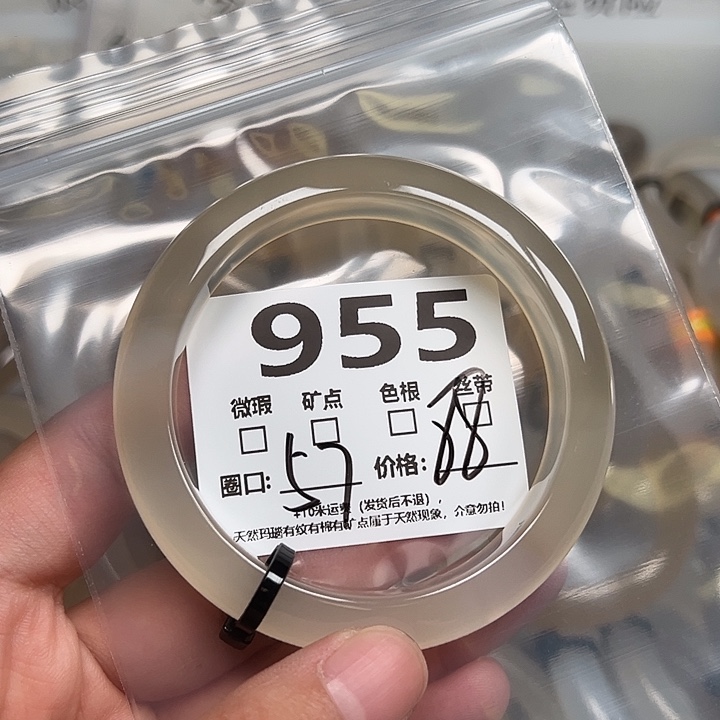 955
微瑕 矿点 色根 丝带
圈口: 57 价格: 88
+10米运费 (发货后不退),
天然玛瑙有纹有棉有矿点属于天然现象，介意勿拍!